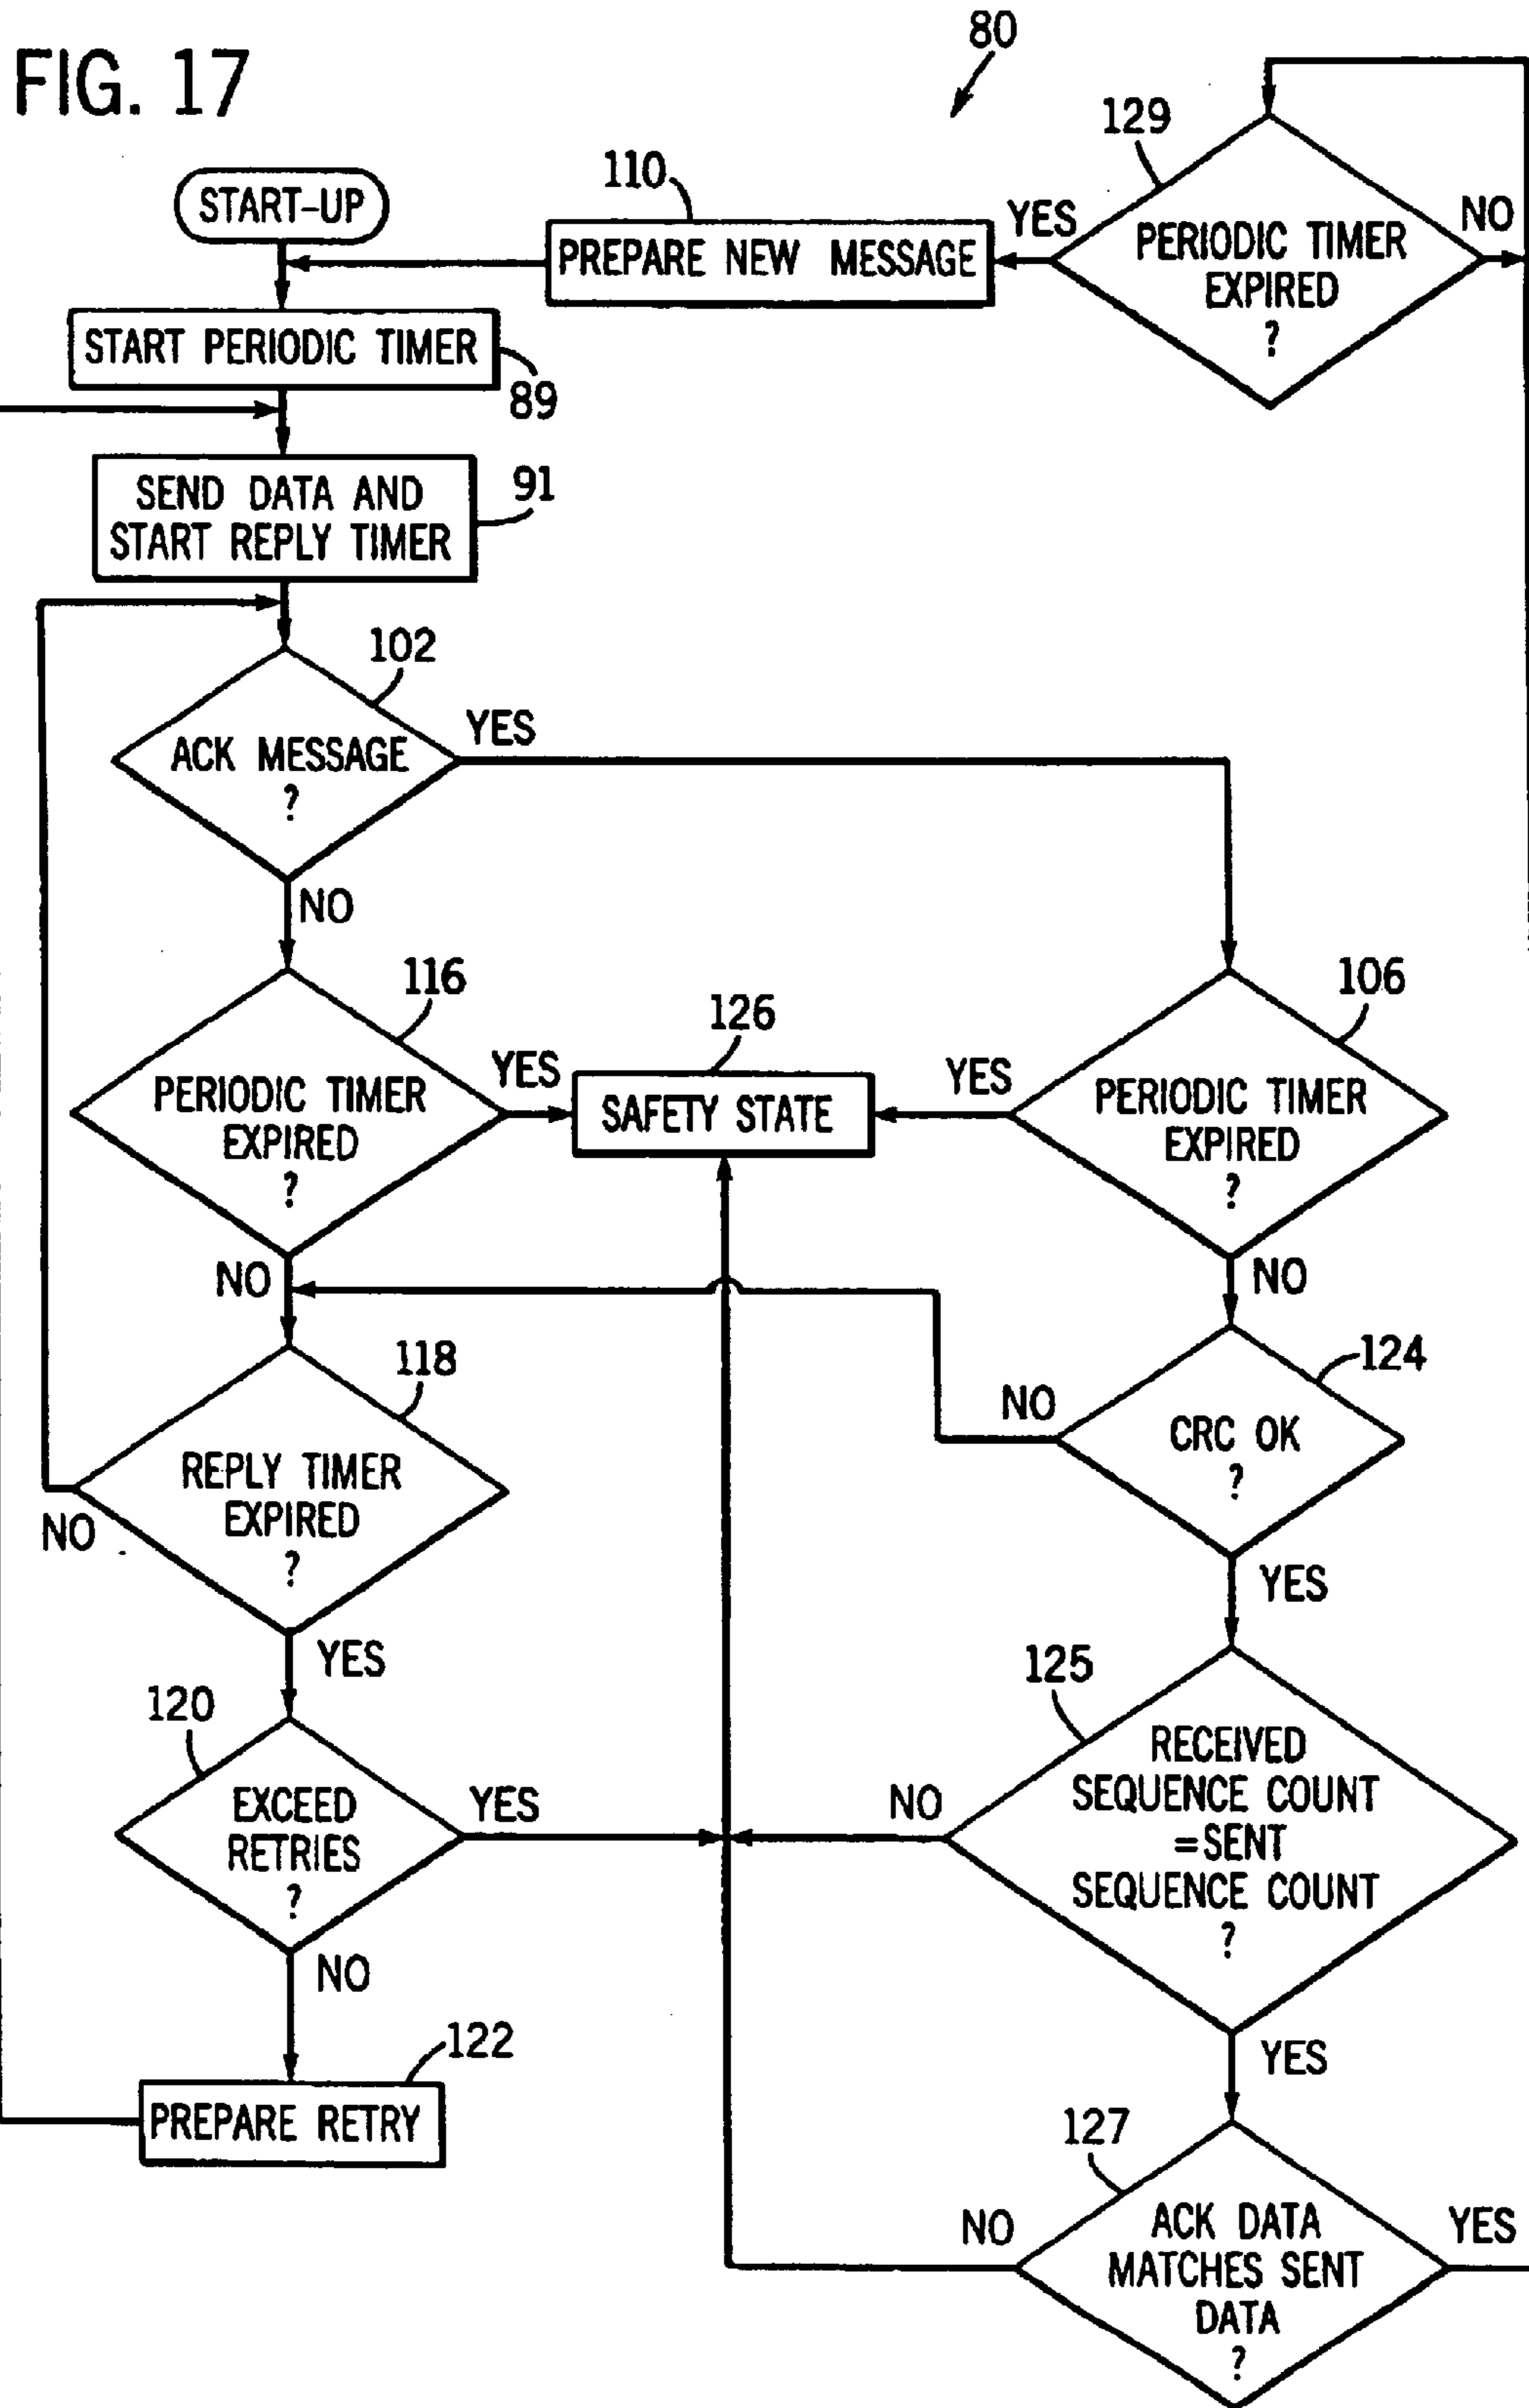 FIG. 17
80
129
110
START-UP
PREPARE NEW MESSAGE
YES
PERIODIC TIMER
EXPIRED
?
NO
START PERIODIC TIMER
89
SEND DATA AND
START REPLY TIMER
91
102
ACK MESSAGE
?
YES
NO
116
PERIODIC TIMER
EXPIRED
?
YES
NO
126
SAFETY STATE
106
YES
PERIODIC TIMER
EXPIRED
?
NO
118
REPLY TIMER
EXPIRED
?
NO
YES
124
NO
CRC OK
?
YES
120
EXCEED
RETRIES
?
YES
NO
125
NO
RECEIVED
SEQUENCE COUNT
=SENT
SEQUENCE COUNT
?
YES
122
PREPARE RETRY
127
NO
ACK DATA
MATCHES SENT
DATA
?
YES